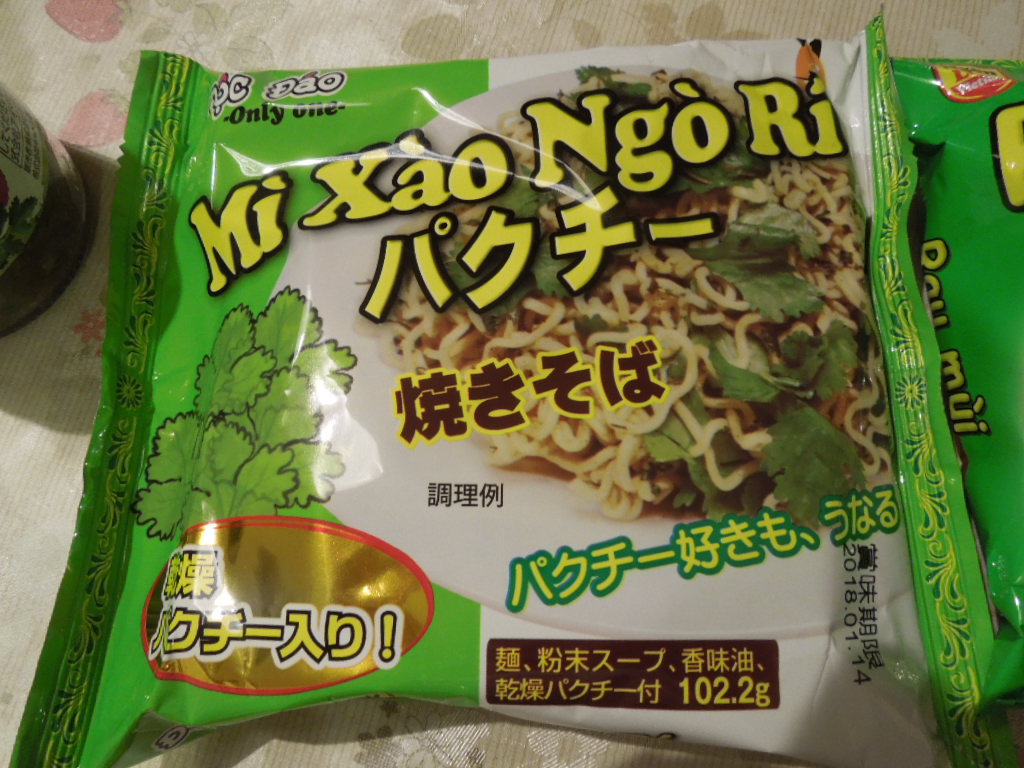 ĐÁO
-Only one-
Mì Xào Ngò Rí
パクチー
焼きそば
調理例
パクチー好きも、うなる
乾燥
パクチー入り!
麺、粉末スープ、香味油、
乾燥パクチー付 102.2g
賞味期限
2018.01.14
Rau mùi